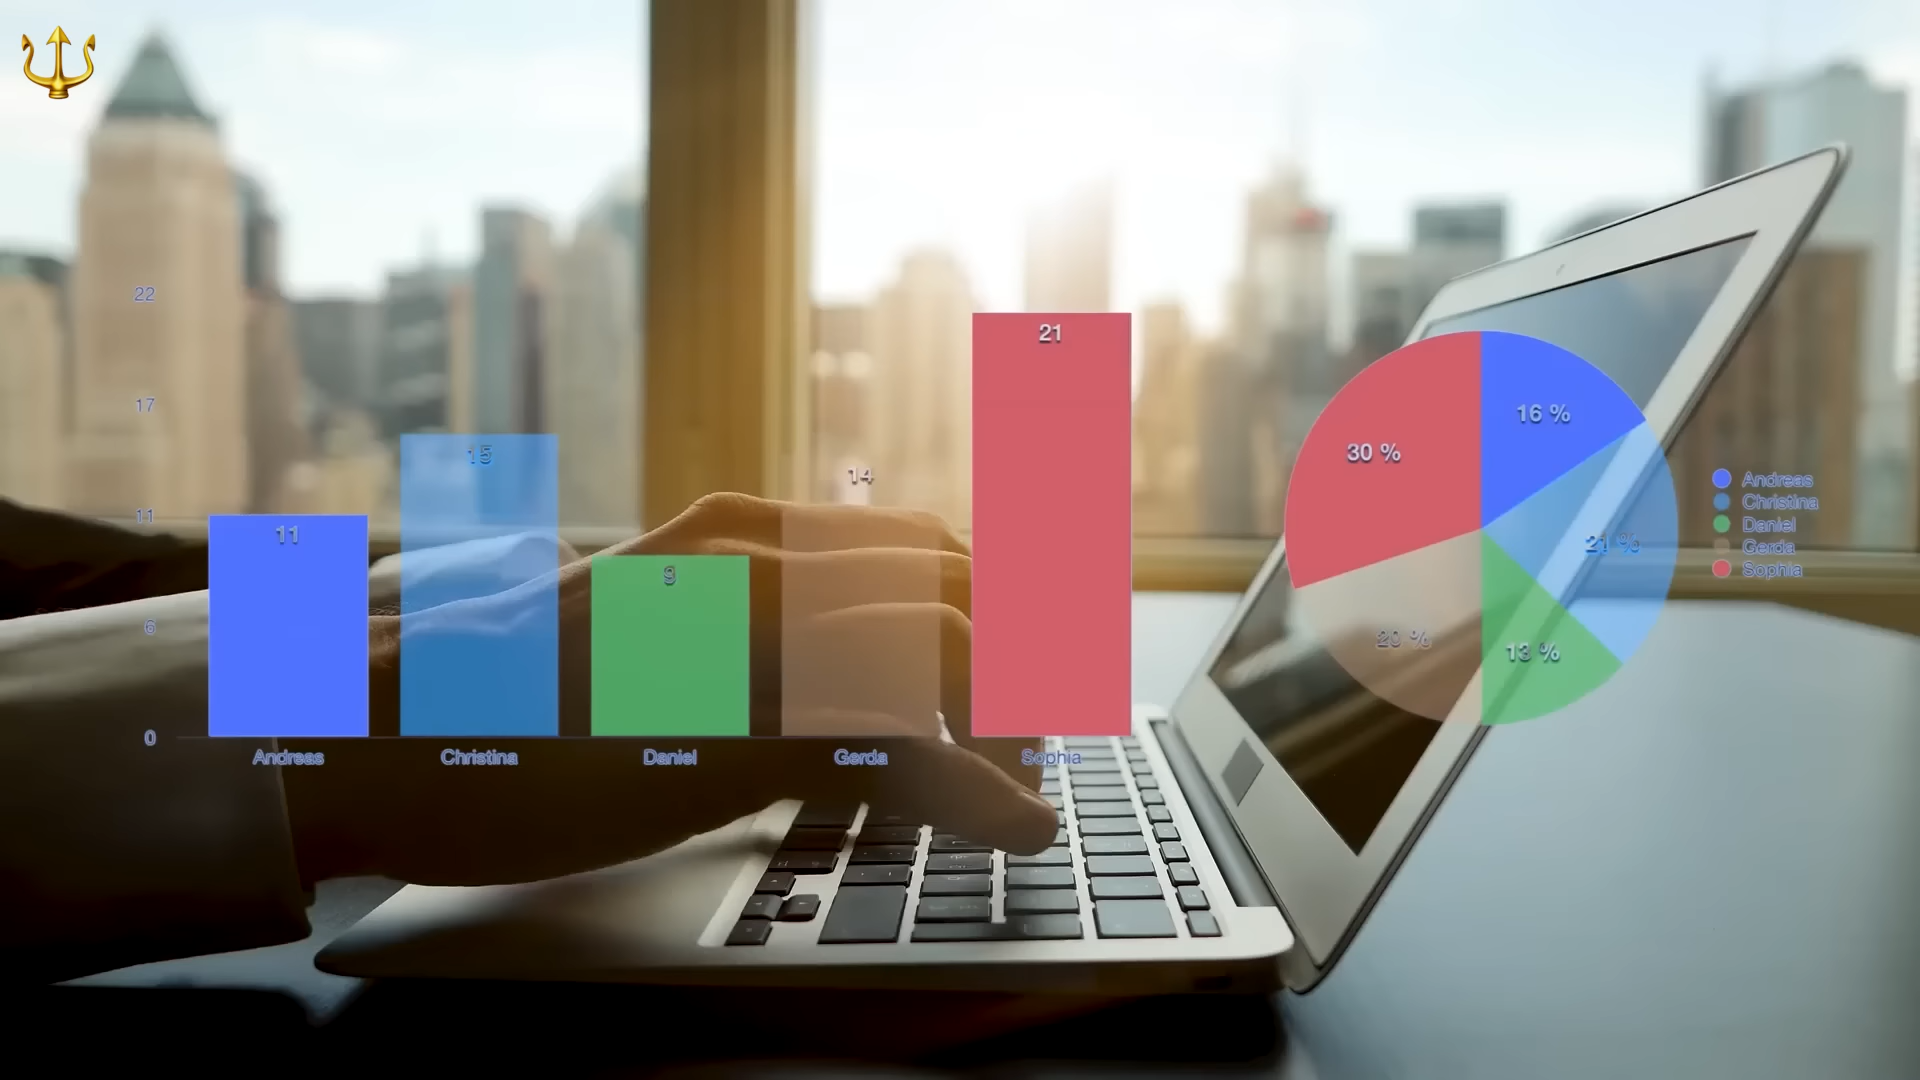 22
17
11
6
0
11
15
9
14
21
Andreas
Christina
Daniel
Gerda
Sophia
30 %
16 %
21 %
20 %
13 %
Andreas
Christina
Daniel
Gerda
Sophia